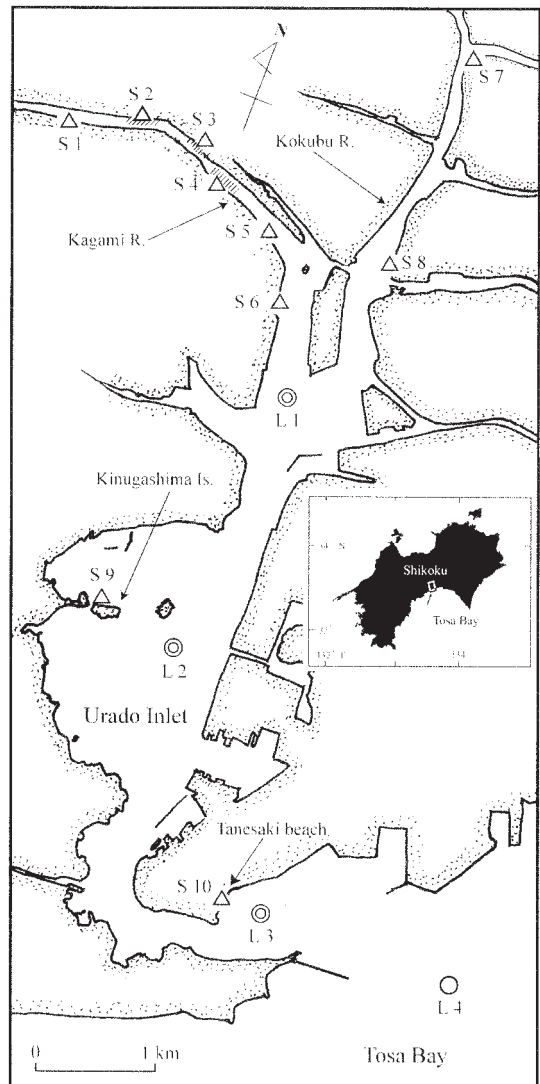 N
S 7
S 2
S 3
S 1
Kokubu R.
S 4
Kagami R.
S 5
S 8
S 6
L 1
Kinugashima Is.
S 9
Shikoku
Tosa Bay
134
L 2
Urado Inlet
Tanesaki beach
S 10
L 3
L 4
0 1 km
Tosa Bay